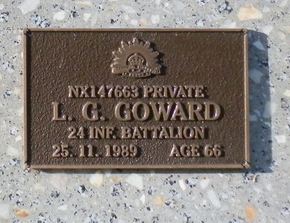 NX147663 PRIVATE
L. G. GOWARD
24 INF. BATTALION
25. 11. 1989 AGE 66